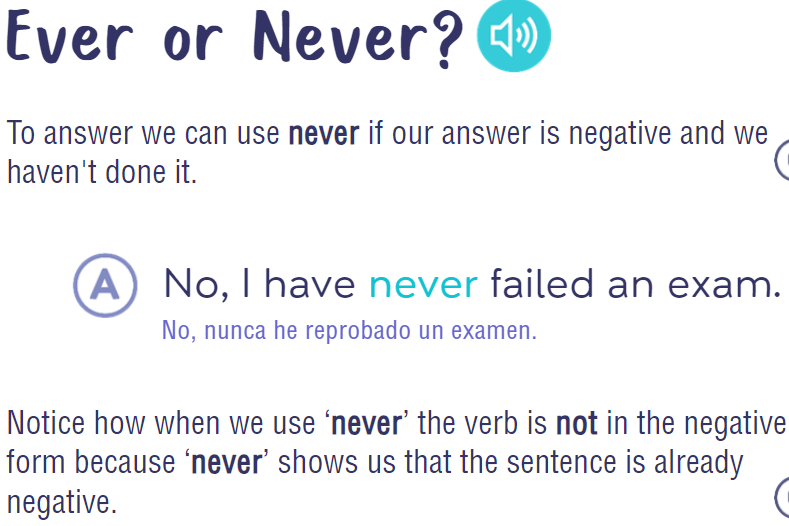 Ever or Never?
To answer we can use never if our answer is negative and we
haven't done it.
A
No, I have never failed an exam.
No, nunca he reprobado un examen.
Notice how when we use ‘never’ the verb is not in the negative
form because ‘never’ shows us that the sentence is already
negative.